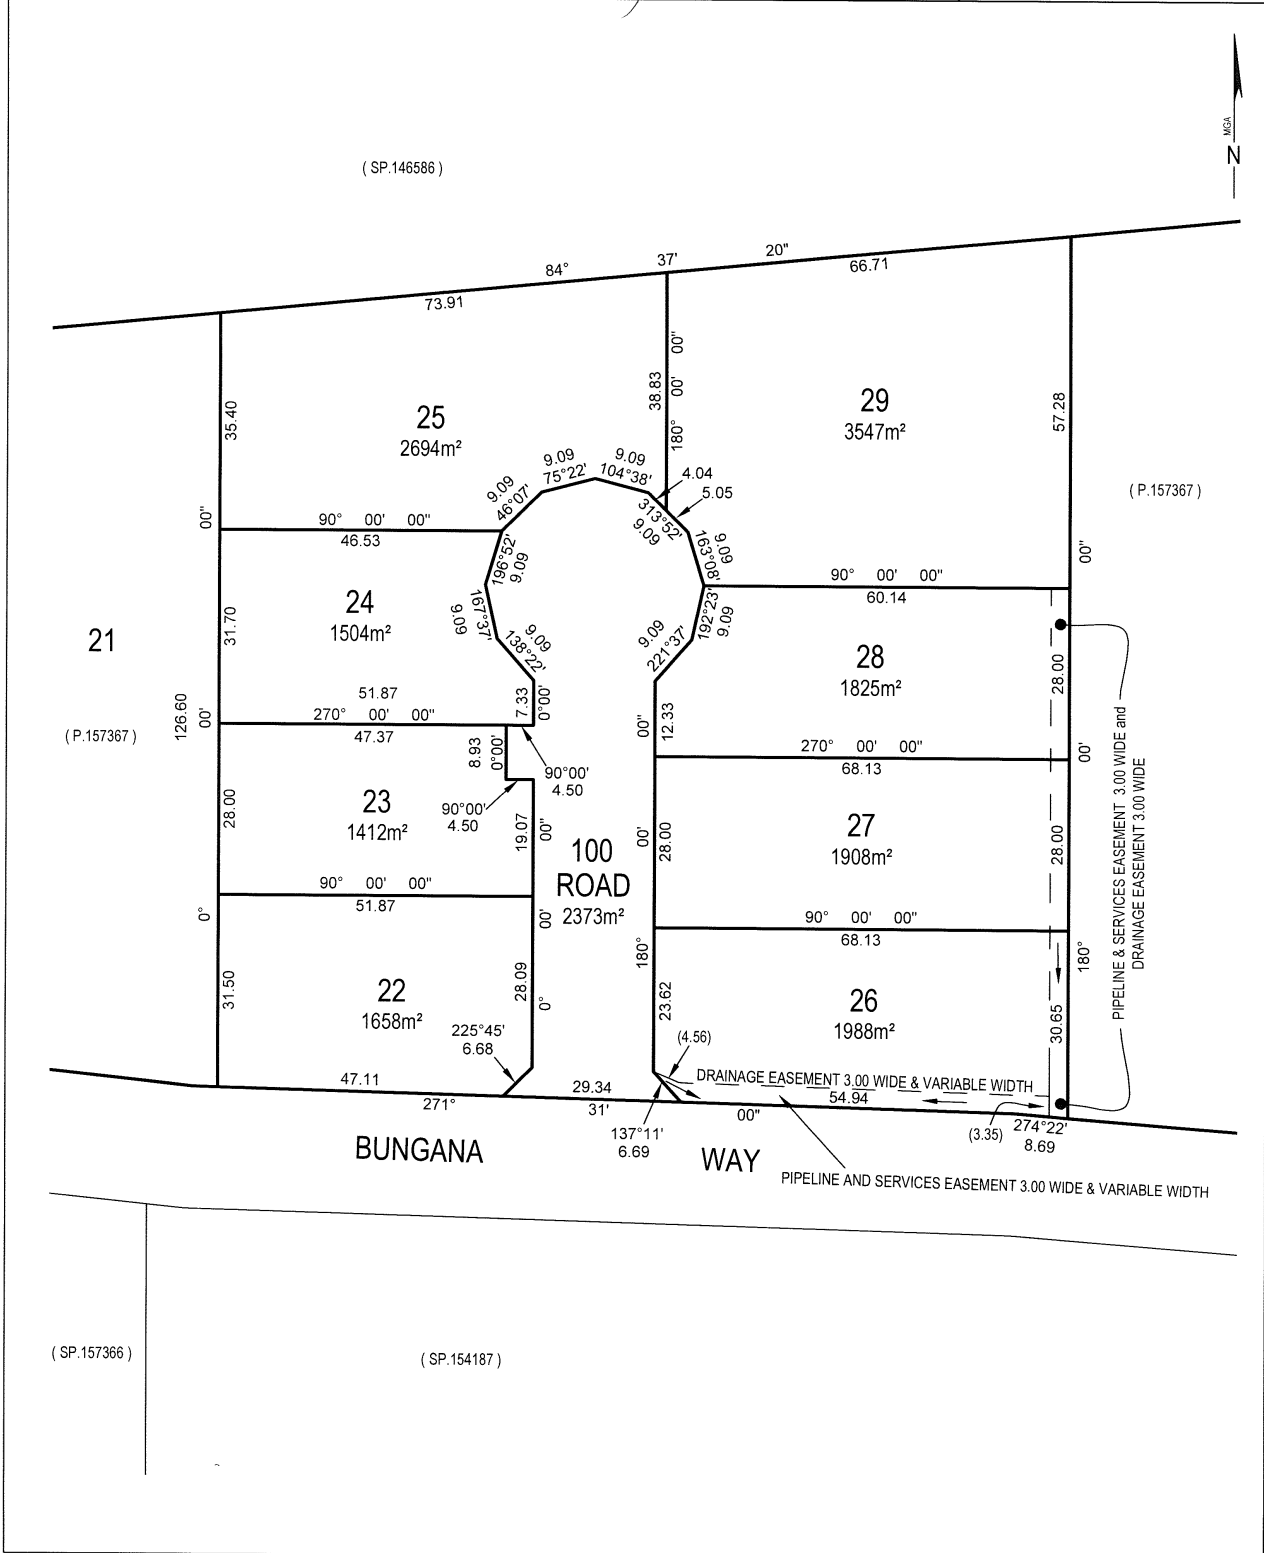 ( SP.146586 )
MGA
N
84° 37' 20"
73.91
66.71
25
2694m²
35.40
38.83
180° 00' 00"
29
3547m²
57.28
( P.157367 )
9.09
46°07'
9.09
75°22'
9.09
104°38'
4.04
5.05
313°52'
9.09
163°08'
9.09
90° 00' 00"
46.53
90° 00' 00"
60.14
196°52'
9.09
167°37'
9.09
138°22'
9.09
192°23'
9.09
221°37'
9.09
21
( P.157367 )
126.60
0° 00' 00"
24
1504m²
31.70
51.87
270° 00' 00"
47.37
7.33
0°00'
28
1825m²
28.00
12.33
270° 00' 00"
68.13
8.93
0°00'
90°00'
4.50
90°00'
4.50
23
1412m²
28.00
19.07
0° 00' 00"
100
ROAD
2373m²
180° 00' 00"
28.00
27
1908m²
28.00
180° 00' 00"
PIPELINE & SERVICES EASEMENT 3.00 WIDE and
DRAINAGE EASEMENT 3.00 WIDE
90° 00' 00"
51.87
90° 00' 00"
68.13
22
1658m²
31.50
28.09
225°45'
6.68
23.62
26
1988m²
30.65
(4.56)
DRAINAGE EASEMENT 3.00 WIDE & VARIABLE WIDTH
47.11
29.34
54.94
271° 31' 00"
137°11'
6.69
(3.35)
274°22'
8.69
BUNGANA WAY
PIPELINE AND SERVICES EASEMENT 3.00 WIDE & VARIABLE WIDTH
( SP.157366 )
( SP.154187 )